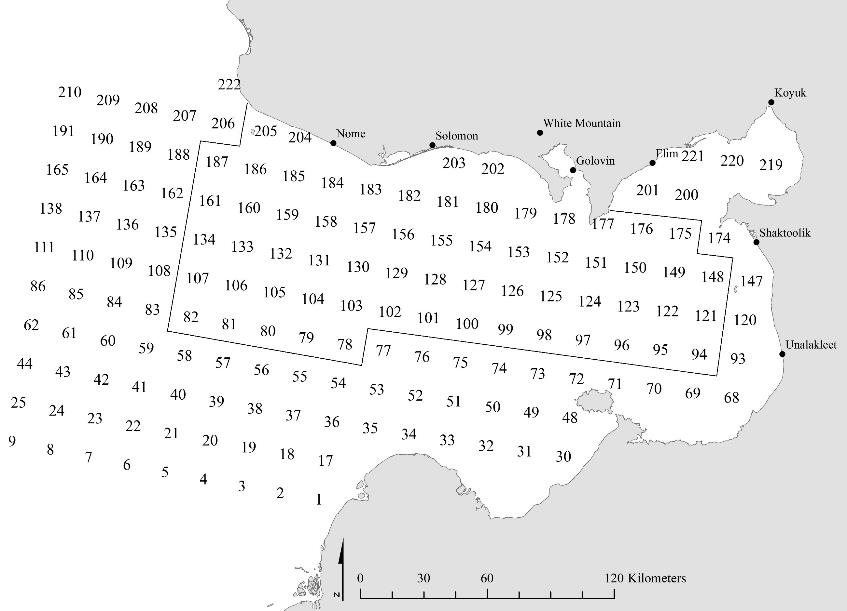 222
210 209 208 207 206 205 204 Nome Solomon White Mountain Koyuk
191 190 189 188 187 186 185 184 183 182 181 180 179 178 177 176 175 174 Shaktoolik
203 202 Golovin Elim 221 220 219
201 200
165 164 163 162 161 160 159 158 157 156 155 154 153 152 151 150 149 148 147
138 137 136 135 134 133 132 131 130 129 128 127 126 125 124 123 122 121 120
111 110 109 108 107 106 105 104 103 102 101 100 99 98 97 96 95 94 93 Unalakleet
86 85 84 83 82 81 80 79 78 77 76 75 74 73 72 71 70 69 68
62 61 60 59 58 57 56 55 54 53 52 51 50 49 48
44 43 42 41 40 39 38 37 36 35 34 33 32 31 30
25 24 23 22 21 20 19 18 17
9 8 7 6 5 4 3 2 1
N
0 30 60 120 Kilometers